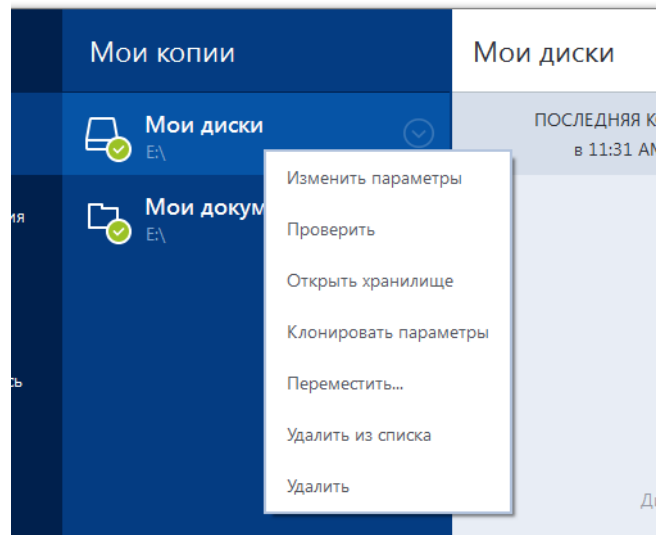 Мои копии
Мои диски
Мои диски
E:\
ПОСЛЕДНЯЯ
в 11:31 AM
Мои
E:\
Изменить параметры
Проверить
Открыть хранилище
Клонировать параметры
Переместить...
Удалить из списка
Удалить